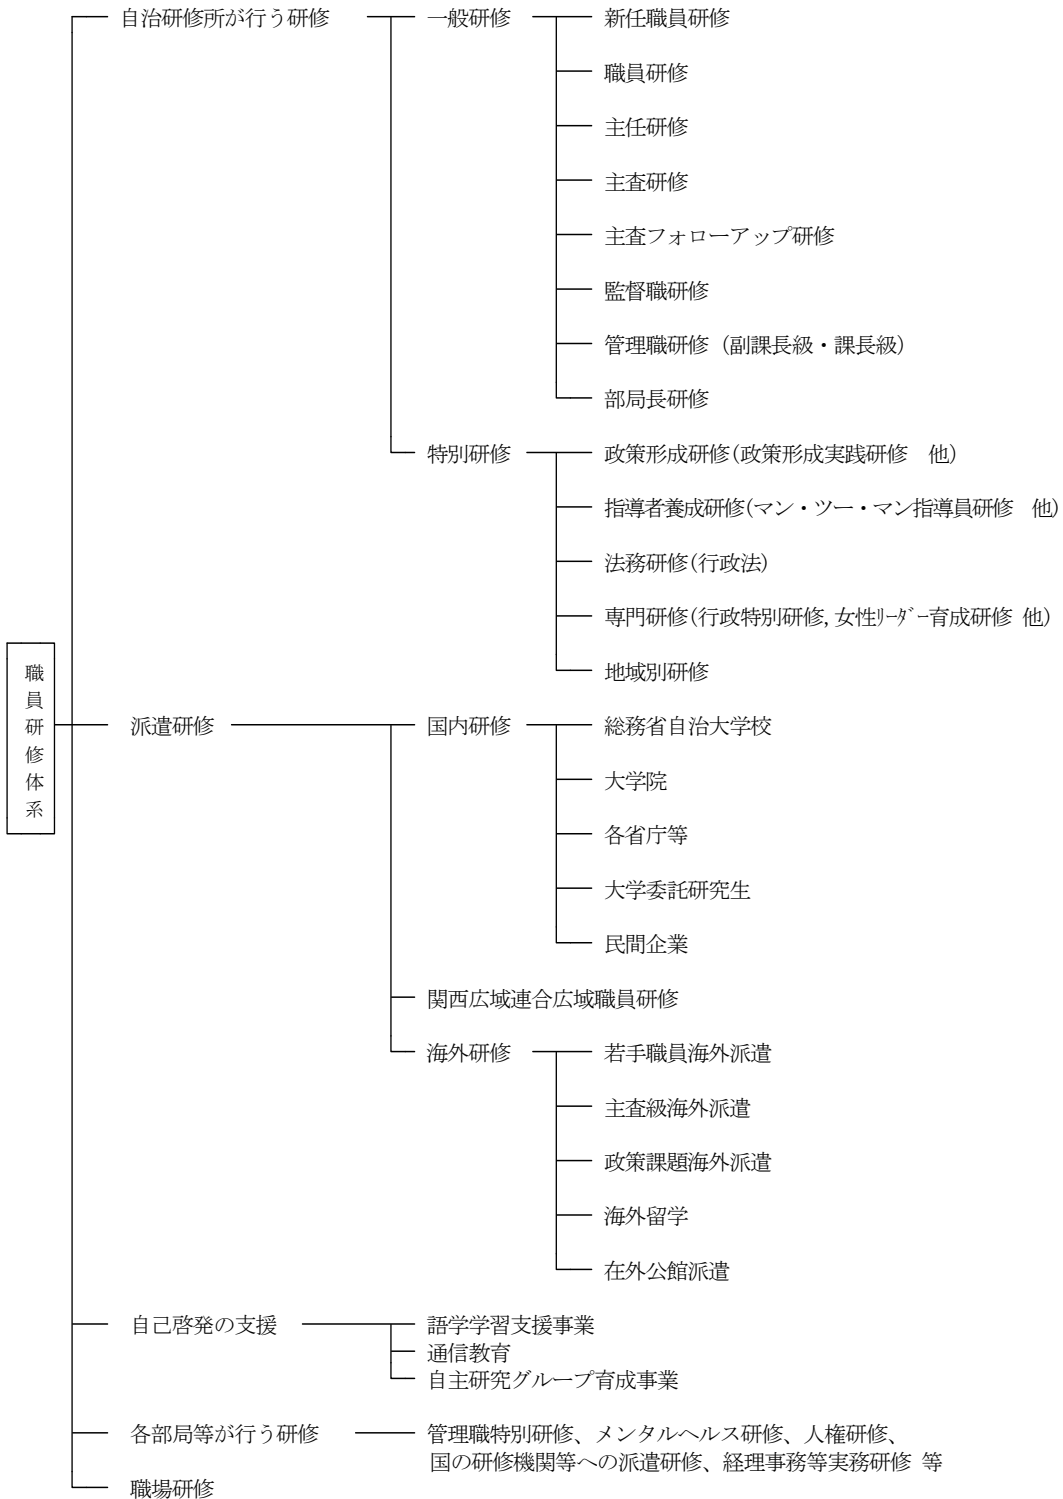 自治研修所が行う研修 一般研修 新任職員研修
職員研修
主任研修
主査研修
主査フォローアップ研修
監督職研修
管理職研修（副課長級・課長級）
部局長研修
特別研修 政策形成研修(政策形成実践研修　他)
指導者養成研修(マン・ツー・マン指導員研修　他)
法務研修(行政法)
専門研修(行政特別研修,女性ﾘｰﾀﾞｰ育成研修 他)
地域別研修
職員研修体系
派遣研修 国内研修 総務省自治大学校
大学院
各省庁等
大学委託研究生
民間企業
関西広域連合広域職員研修
海外研修 若手職員海外派遣
主査級海外派遣
政策課題海外派遣
海外留学
在外公館派遣
自己啓発の支援 語学学習支援事業
通信教育
自主研究グループ育成事業
各部局等が行う研修 管理職特別研修、メンタルヘルス研修、人権研修、
国の研修機関等への派遣研修、経理事務等実務研修 等
職場研修